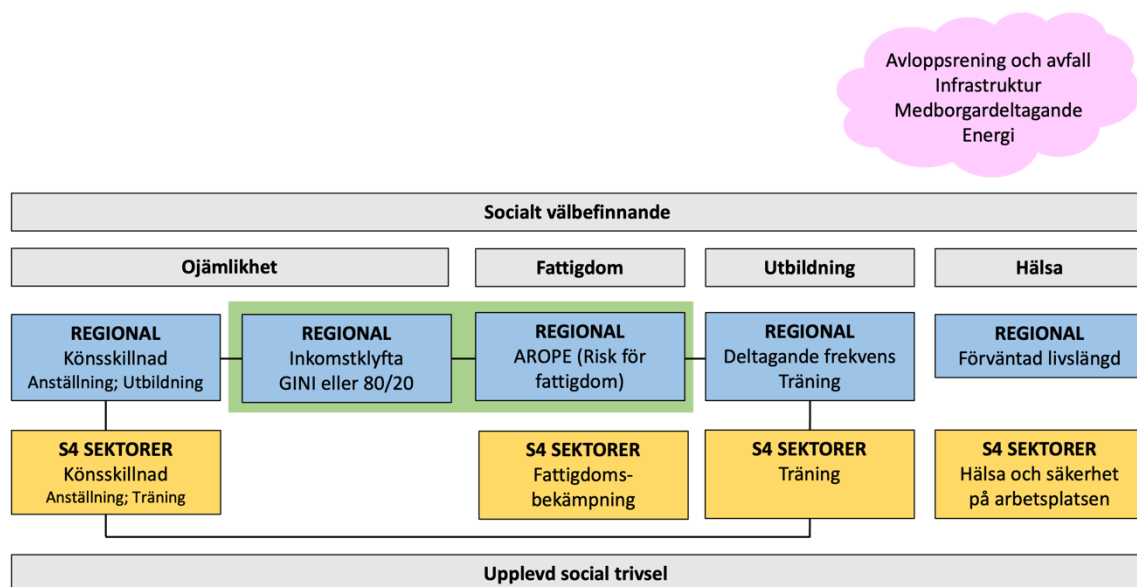 Avloppsrening och avfall
Infrastruktur
Medborgardeltagande
Energi
Socialt välbefinnande
Ojämlikhet
Fattigdom
Utbildning
Hälsa
REGIONAL
Könsskillnad
Anställning; Utbildning
REGIONAL
Inkomstklyfta
GINI eller 80/20
REGIONAL
AROPE (Risk för
fattigdom)
REGIONAL
Deltagande frekvens
Träning
REGIONAL
Förväntad livslängd
S4 SEKTORER
Könsskillnad
Anställning; Träning
S4 SEKTORER
Fattigdoms-
bekämpning
S4 SEKTORER
Träning
S4 SEKTORER
Hälsa och säkerhet
på arbetsplatsen
Upplevd social trivsel